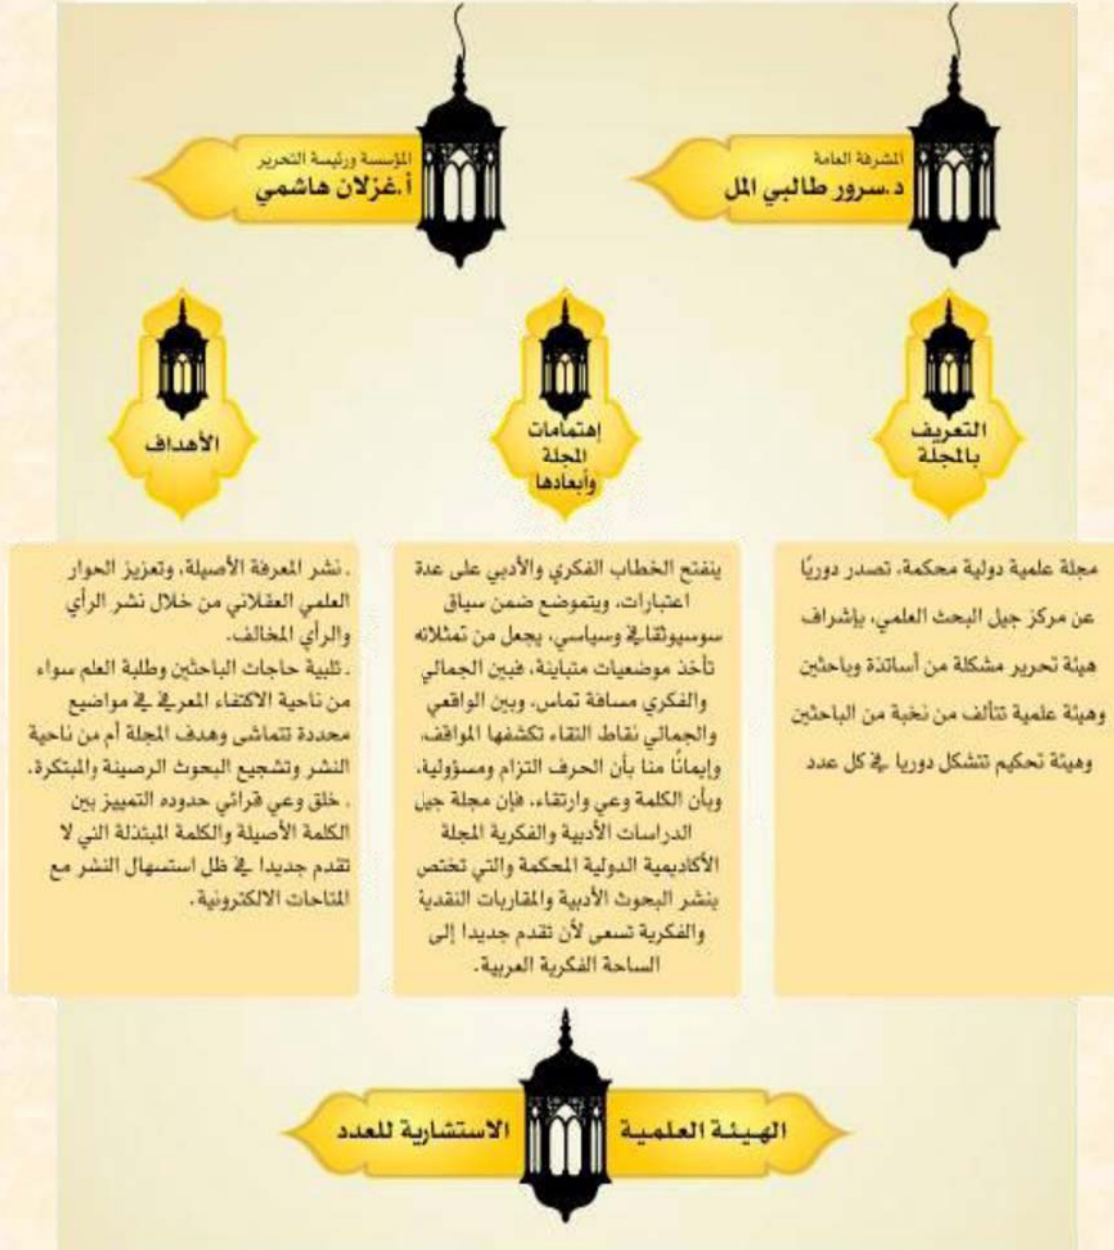 المشرفة العامة
د.سرور طالبي المل
المؤسسة ورئيسة التحرير
أ.غزلان هاشمي
التعريف
بالمجلة
مجلة علمية دولية محكمة، تصدر دوريًا
عن مركز جيل البحث العلمي، بإشراف
هيئة تحرير مشكلة من أساتذة وباحثين
وهيئة علمية تتألف من نخبة من الباحثين
وهيئة تحكيم تتشكل دوريا في كل عدد
إهتمامات
المجلة
وأبعادها
ينفتح الخطاب الفكري والأدبي على عدة
اعتبارات، ويتموضع ضمن سياق
سوسيوثقافي وسياسي، يجعل من تمثلاته
تأخذ موضعيات متباينة، فبين الجمالي
والفكري مسافة تماس، وبين الواقعي
والجمالي نقاط التقاء تكشفها المواقف،
وإيمانًا منا بأن الحرف التزام ومسؤولية،
وبأن الكلمة وعي وارتقاء، فإن مجلة جيل
الدراسات الأدبية والفكرية المجلة
الأكاديمية الدولية المحكمة والتي تختص
بنشر البحوث الأدبية والمقاربات النقدية
والفكرية تسعى لأن تقدم جديدا إلى
الساحة الفكرية العربية.
الأهداف
. نشر المعرفة الأصيلة، وتعزيز الحوار
العلمي العقلاني من خلال نشر الرأي
والرأي المخالف.
. تلبية حاجات الباحثين وطلبة العلم سواء
من ناحية الاكتفاء المعرفي في مواضيع
محددة تتماشى وهدف المجلة أم من ناحية
النشر وتشجيع البحوث الرصينة والمبتكرة.
. خلق وعي قرائي حدوده التمييز بين
الكلمة الأصيلة والكلمة المبتذلة التي لا
تقدم جديدا في ظل استسهال النشر مع
المتاحات الالكترونية.
الهيئة العلمية الاستشارية للعدد